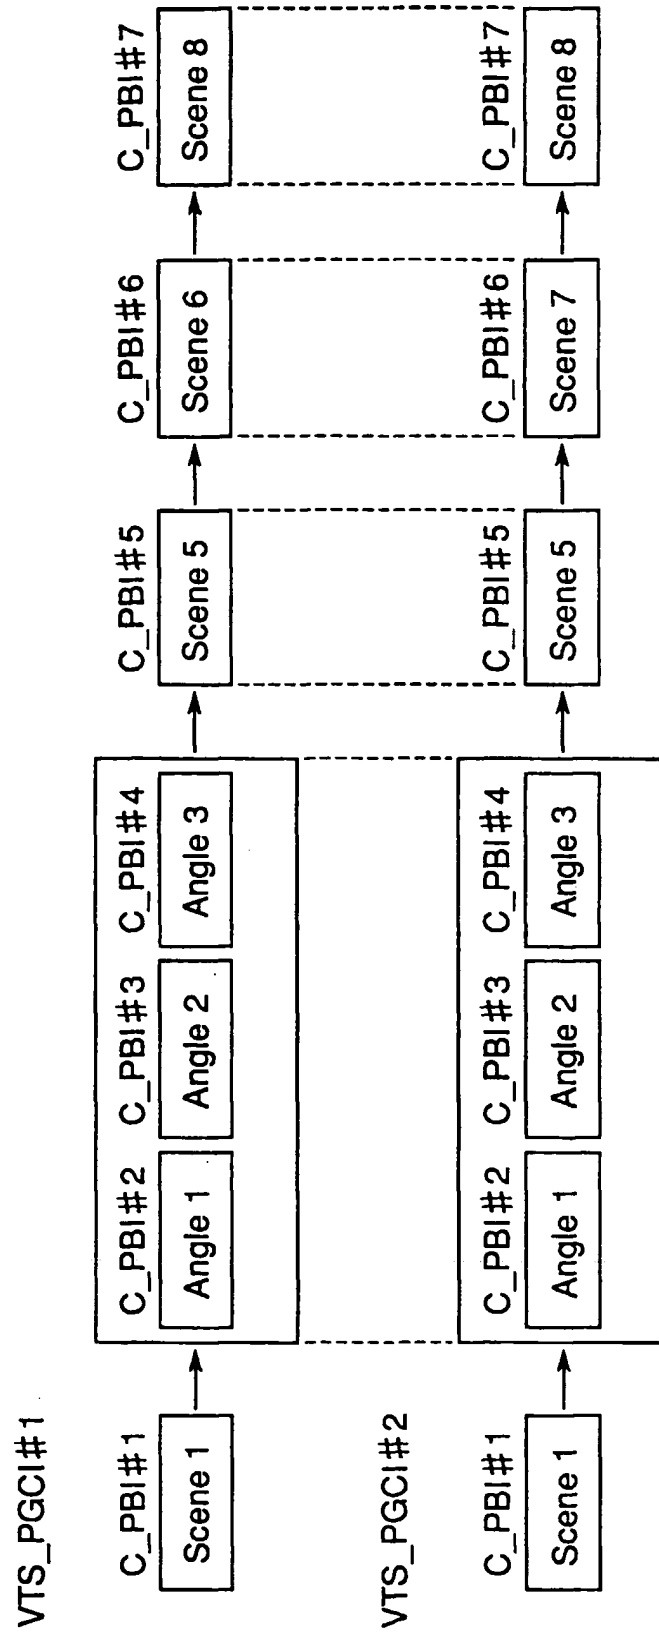 VTS_PGCI#1
C_PBI#1
Scene 1
C_PBI#2
Angle 1
C_PBI#3
Angle 2
C_PBI#4
Angle 3
C_PBI#5
Scene 5
C_PBI#6
Scene 6
C_PBI#7
Scene 8
VTS_PGCI#2
C_PBI#1
Scene 1
C_PBI#2
Angle 1
C_PBI#3
Angle 2
C_PBI#4
Angle 3
C_PBI#5
Scene 5
C_PBI#6
Scene 7
C_PBI#7
Scene 8